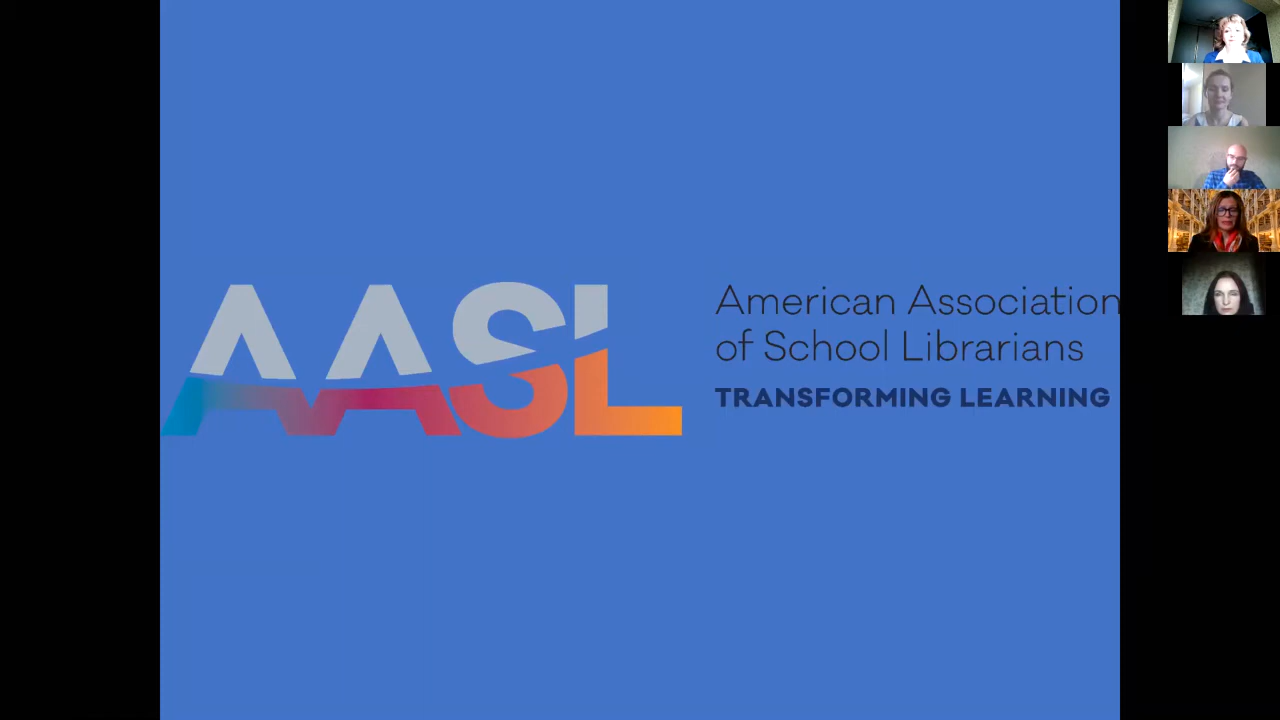 AASL
American Association
of School Librarians
TRANSFORMING LEARNING